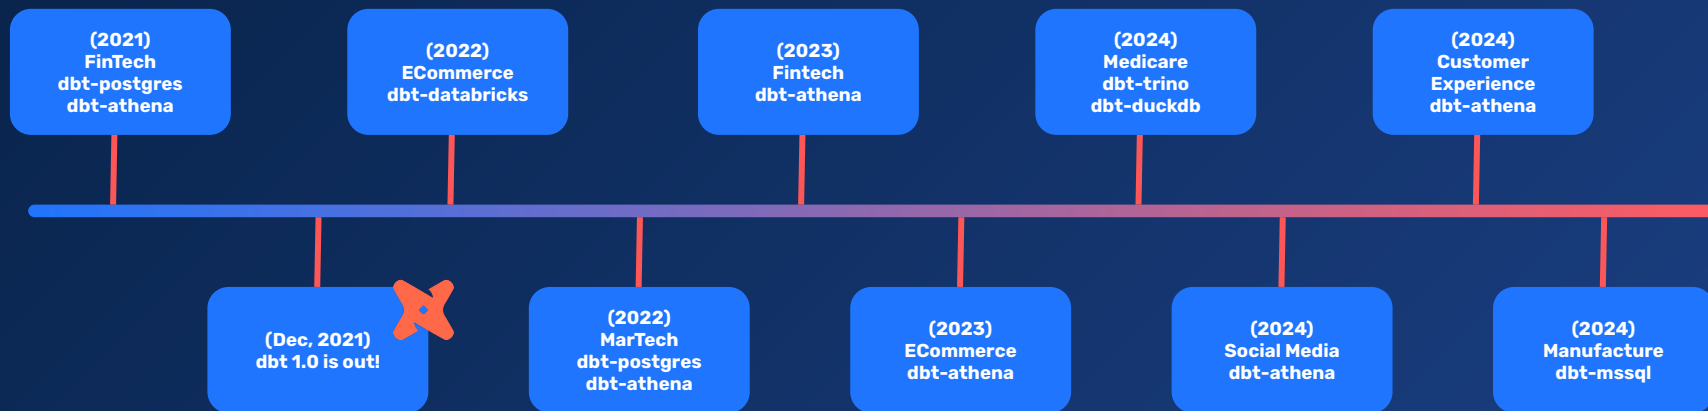 (2021)
FinTech
dbt-postgres
dbt-athena
(Dec, 2021)
dbt 1.0 is out!
(2022)
ECommerce
dbt-databricks
(2022)
MarTech
dbt-postgres
dbt-athena
(2023)
Fintech
dbt-athena
(2023)
ECommerce
dbt-athena
(2024)
Medicare
dbt-trino
dbt-duckdb
(2024)
Social Media
dbt-athena
(2024)
Customer
Experience
dbt-athena
(2024)
Manufacture
dbt-mssql